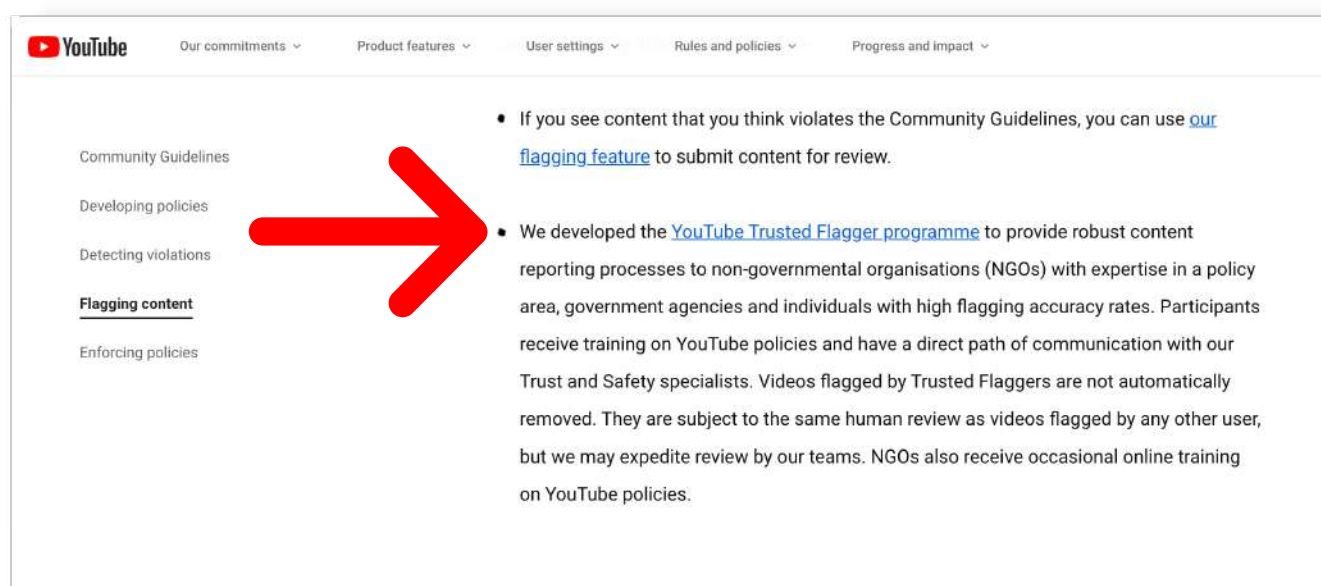 YouTube
Our commitments
Product features
User settings
Rules and policies
Progress and impact
Community Guidelines
Developing policies
Detecting violations
Flagging content
Enforcing policies
If you see content that you think violates the Community Guidelines, you can use our
flagging feature to submit content for review.
We developed the YouTube Trusted Flagger programme to provide robust content
reporting processes to non-governmental organisations (NGOs) with expertise in a policy
area, government agencies and individuals with high flagging accuracy rates. Participants
receive training on YouTube policies and have a direct path of communication with our
Trust and Safety specialists. Videos flagged by Trusted Flaggers are not automatically
removed. They are subject to the same human review as videos flagged by any other user,
but we may expedite review by our teams. NGOs also receive occasional online training
on YouTube policies.